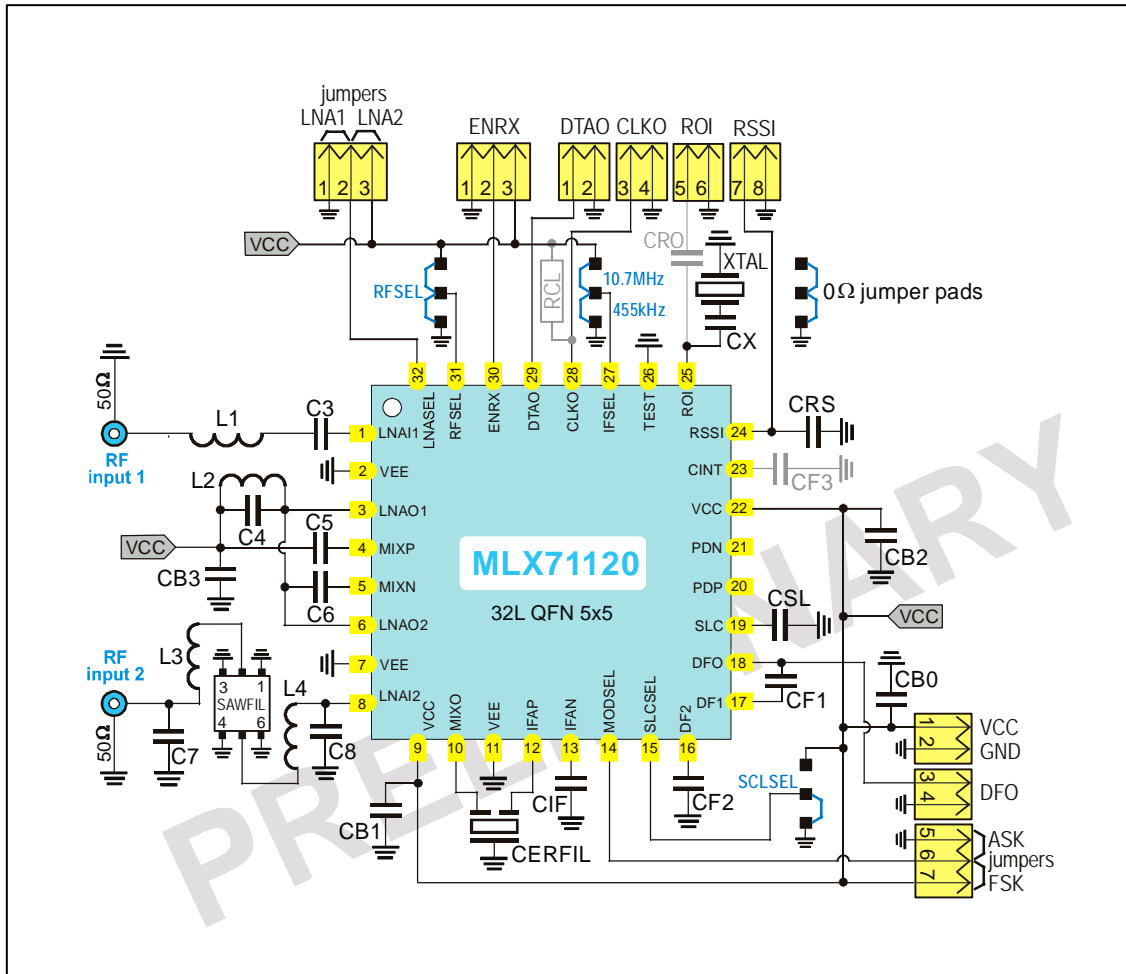 jumpers
LNA1 LNA2
ENRX
DTAO
CLKO
ROI
RSSI
1 2 3
1 2 3
1 2
3 4
5 6
7 8
VCC
CRO
XTAL
RFSEL
RCL
10.7MHz
455kHz
0Ω jumper pads
CX
32 31 30 29 28 27 26 25
LNASEL
RFSEL
ENRX
DTAO
CLKO
IFSEL
TEST
ROI
50Ω
RF
input 1
L1
C3
1 LNAI1
2 VEE
L2
C4
3 LNAO1
VCC
C5
4 MIXP
CB3
C6
5 MIXN
6 LNAO2
7 VEE
L3
RF
input 2
50Ω
C7
SAWFIL
3 1
4 6
L4
C8
8 LNAI2
MLX71120
32L QFN 5x5
RSSI 24
CRS
CINT 23
CF3
VCC 22
CB2
PDN 21
PDP 20
VCC
SLC 19
CSL
DFO 18
CF1
DF1 17
VCC
MIXO
VEE
IFAP
IFAN
MODSEL
SLCSEL
DF2
9 10 11 12 13 14 15 16
CB1
CERFIL
CIF
CF2
SCLSEL
CB0
1 VCC
2 GND
3
4
DFO
5 ASK
6 jumpers
7 FSK
PRELIMINARY